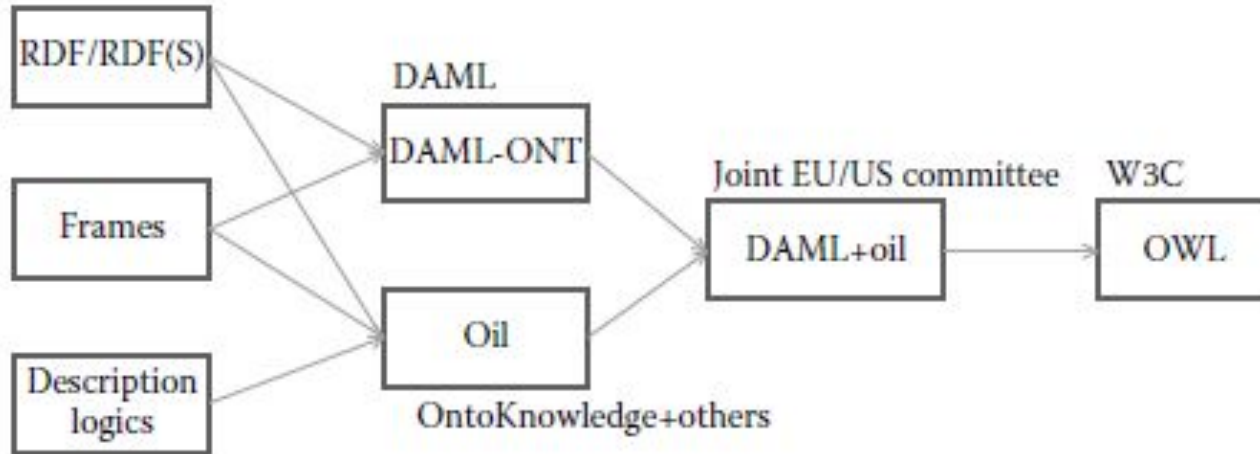 RDF/RDF(S)
Frames
Description
logics
DAML
DAML-ONT
Oil
OntoKnowledge+others
Joint EU/US committee
DAML+oil
W3C
OWL